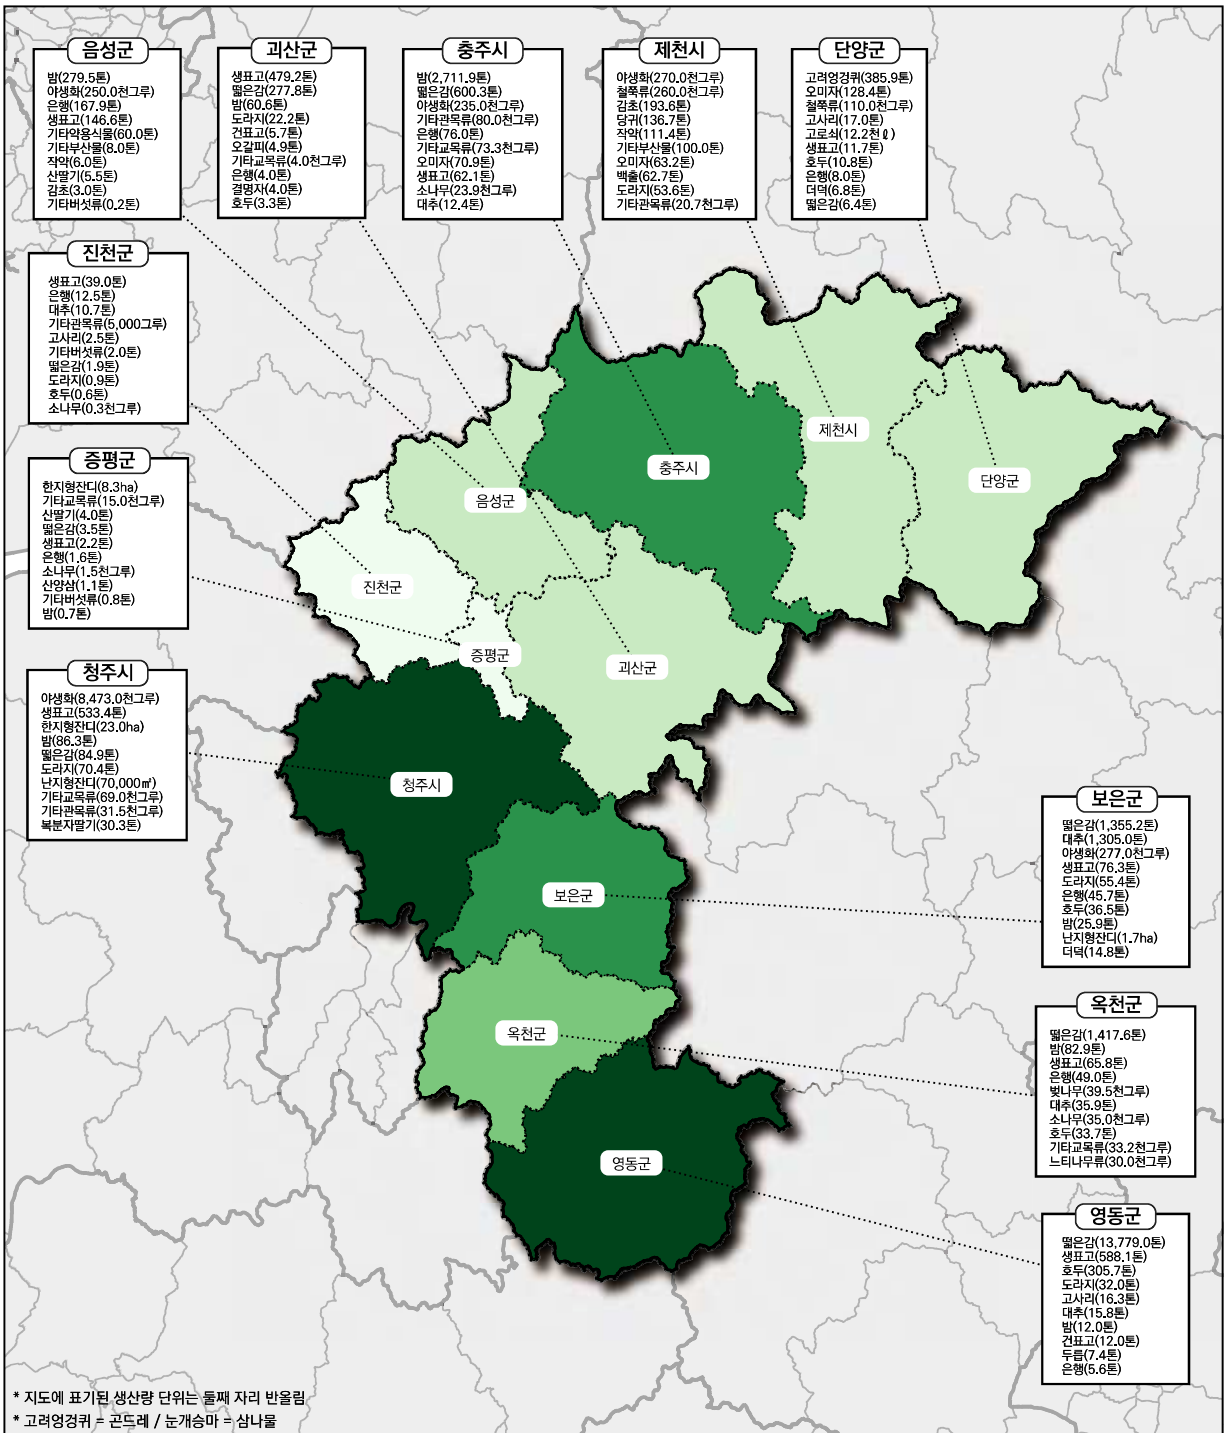 음성군
밤(279.5톤)
야생화(250.0천그루)
은행(167.9톤)
생표고(146.6톤)
기타약용식물(60.0톤)
기타부산물(8.0톤)
작약(6.0톤)
산딸기(5.5톤)
감초(3.0톤)
기타버섯류(0.2톤)
괴산군
생표고(479.2톤)
떫은감(277.8톤)
밤(60.6톤)
도라지(22.2톤)
건표고(5.7톤)
오갈피(4.9톤)
기타교목류(4.0천그루)
은행(4.0톤)
결명자(4.0톤)
호두(3.3톤)
충주시
밤(2,711.9톤)
떫은감(600.3톤)
야생화(235.0천그루)
기타관목류(80.0천그루)
은행(76.0톤)
기타교목류(73.3천그루)
오미자(70.9톤)
생표고(62.1톤)
소나무(23.9천그루)
대추(12.4톤)
제천시
야생화(270.0천그루)
철쭉류(260.0천그루)
감초(193.6톤)
당귀(136.7톤)
작약(111.4톤)
기타부산물(100.0톤)
오미자(63.2톤)
백출(62.7톤)
도라지(53.6톤)
기타관목류(20.7천그루)
단양군
고려엉겅퀴(385.9톤)
오미자(128.4톤)
철쭉류(110.0천그루)
고사리(17.0톤)
고로쇠(12.2천ℓ)
생표고(11.7톤)
호두(10.8톤)
은행(8.0톤)
더덕(6.8톤)
떫은감(6.4톤)
진천군
생표고(39.0톤)
은행(12.5톤)
대추(10.7톤)
기타관목류(5,000그루)
고사리(2.5톤)
기타버섯류(2.0톤)
떫은감(1.9톤)
도라지(0.9톤)
호두(0.6톤)
소나무(0.3천그루)
증평군
한지형잔디(8.3ha)
기타교목류(15.0천그루)
산딸기(4.0톤)
떫은감(3.5톤)
생표고(2.2톤)
은행(1.6톤)
소나무(1.5천그루)
산양삼(1.1톤)
기타버섯류(0.8톤)
밤(0.7톤)
청주시
야생화(8,473.0천그루)
생표고(533.4톤)
한지형잔디(23.0ha)
밤(86.3톤)
떫은감(84.9톤)
도라지(70.4톤)
난지형잔디(70,000㎡)
기타교목류(69.0천그루)
기타관목류(31.5천그루)
복분자딸기(30.3톤)
제천시
충주시
단양군
음성군
진천군
증평군
괴산군
청주시
보은군
옥천군
영동군
보은군
떫은감(1,355.2톤)
대추(1,305.0톤)
야생화(277.0천그루)
생표고(76.3톤)
도라지(55.4톤)
은행(45.7톤)
호두(36.5톤)
밤(25.9톤)
난지형잔디(1.7ha)
더덕(14.8톤)
옥천군
떫은감(1,417.6톤)
밤(82.9톤)
생표고(65.8톤)
은행(49.0톤)
벚나무(39.5천그루)
대추(35.9톤)
소나무(35.0천그루)
호두(33.7톤)
기타교목류(33.2천그루)
느티나무류(30.0천그루)
영동군
떫은감(13,779.0톤)
생표고(588.1톤)
호두(305.7톤)
도라지(32.0톤)
고사리(16.3톤)
대추(15.8톤)
밤(12.0톤)
건표고(12.0톤)
두릅(7.4톤)
은행(5.6톤)
* 지도에 표기된 생산량 단위는 둘째 자리 반올림
* 고려엉겅퀴 = 곤드레 / 눈개승마 = 삼나물